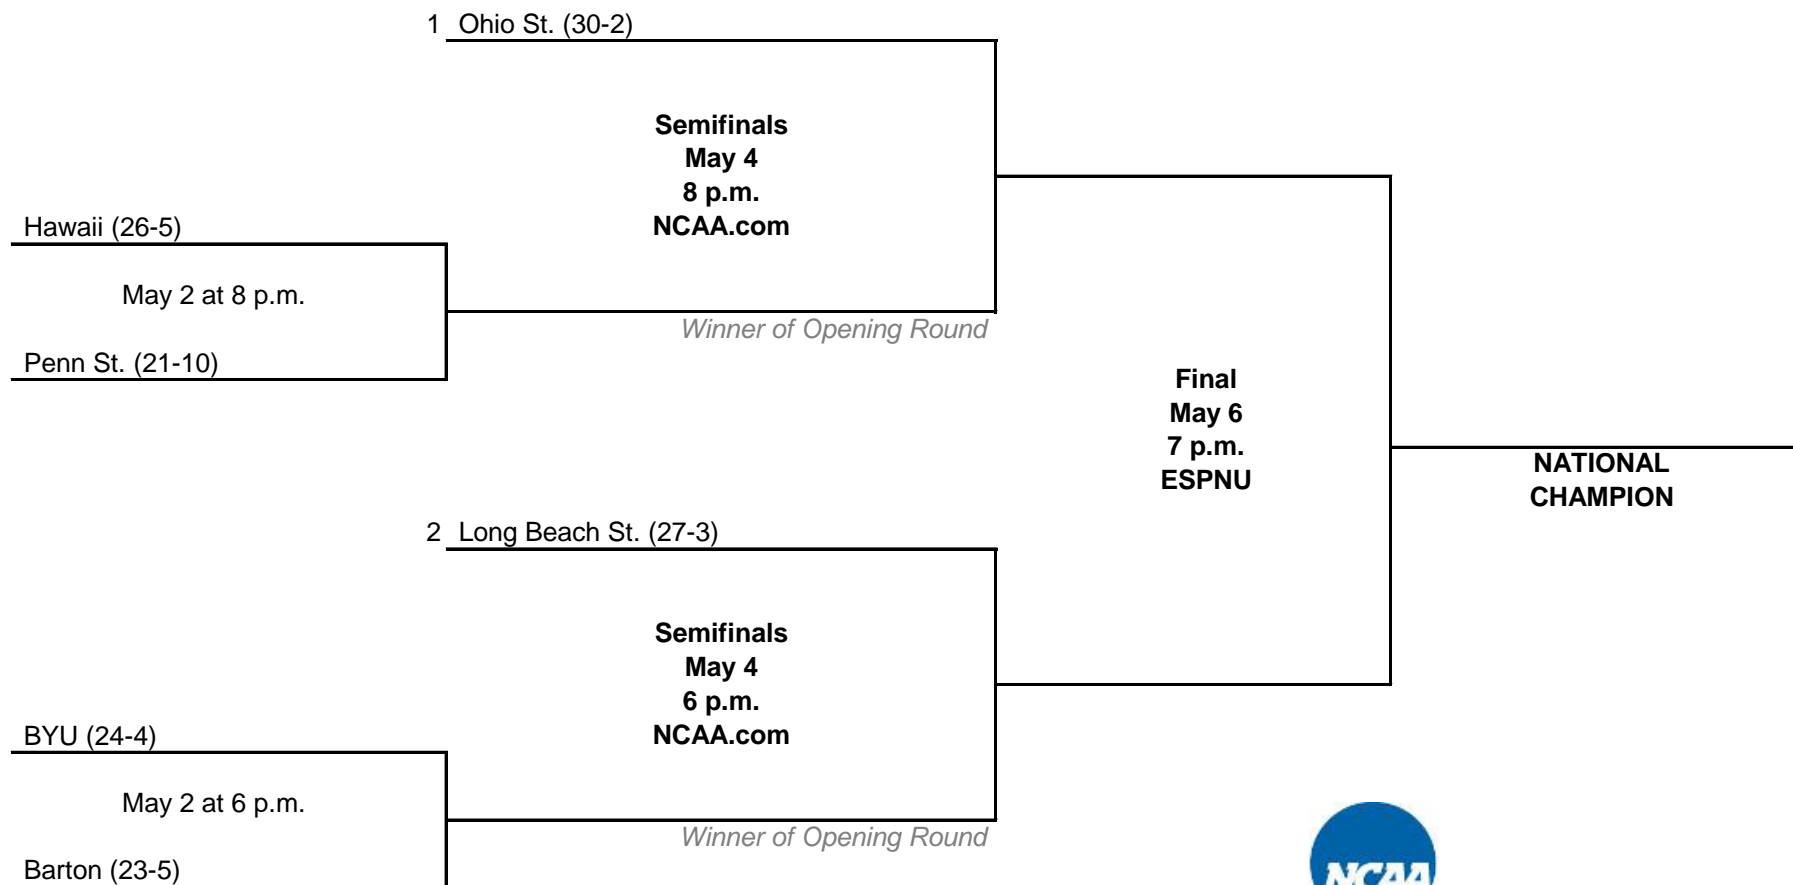 1 Ohio St. (30-2)
Semifinals
May 4
8 p.m.
NCAA.com
Hawaii (26-5)
May 2 at 8 p.m.
Winner of Opening Round
Penn St. (21-10)
Final
May 6
7 p.m.
ESPNU
NATIONAL
CHAMPION
2 Long Beach St. (27-3)
Semifinals
May 4
6 p.m.
NCAA.com
BYU (24-4)
May 2 at 6 p.m.
Winner of Opening Round
Barton (23-5)
NCAA